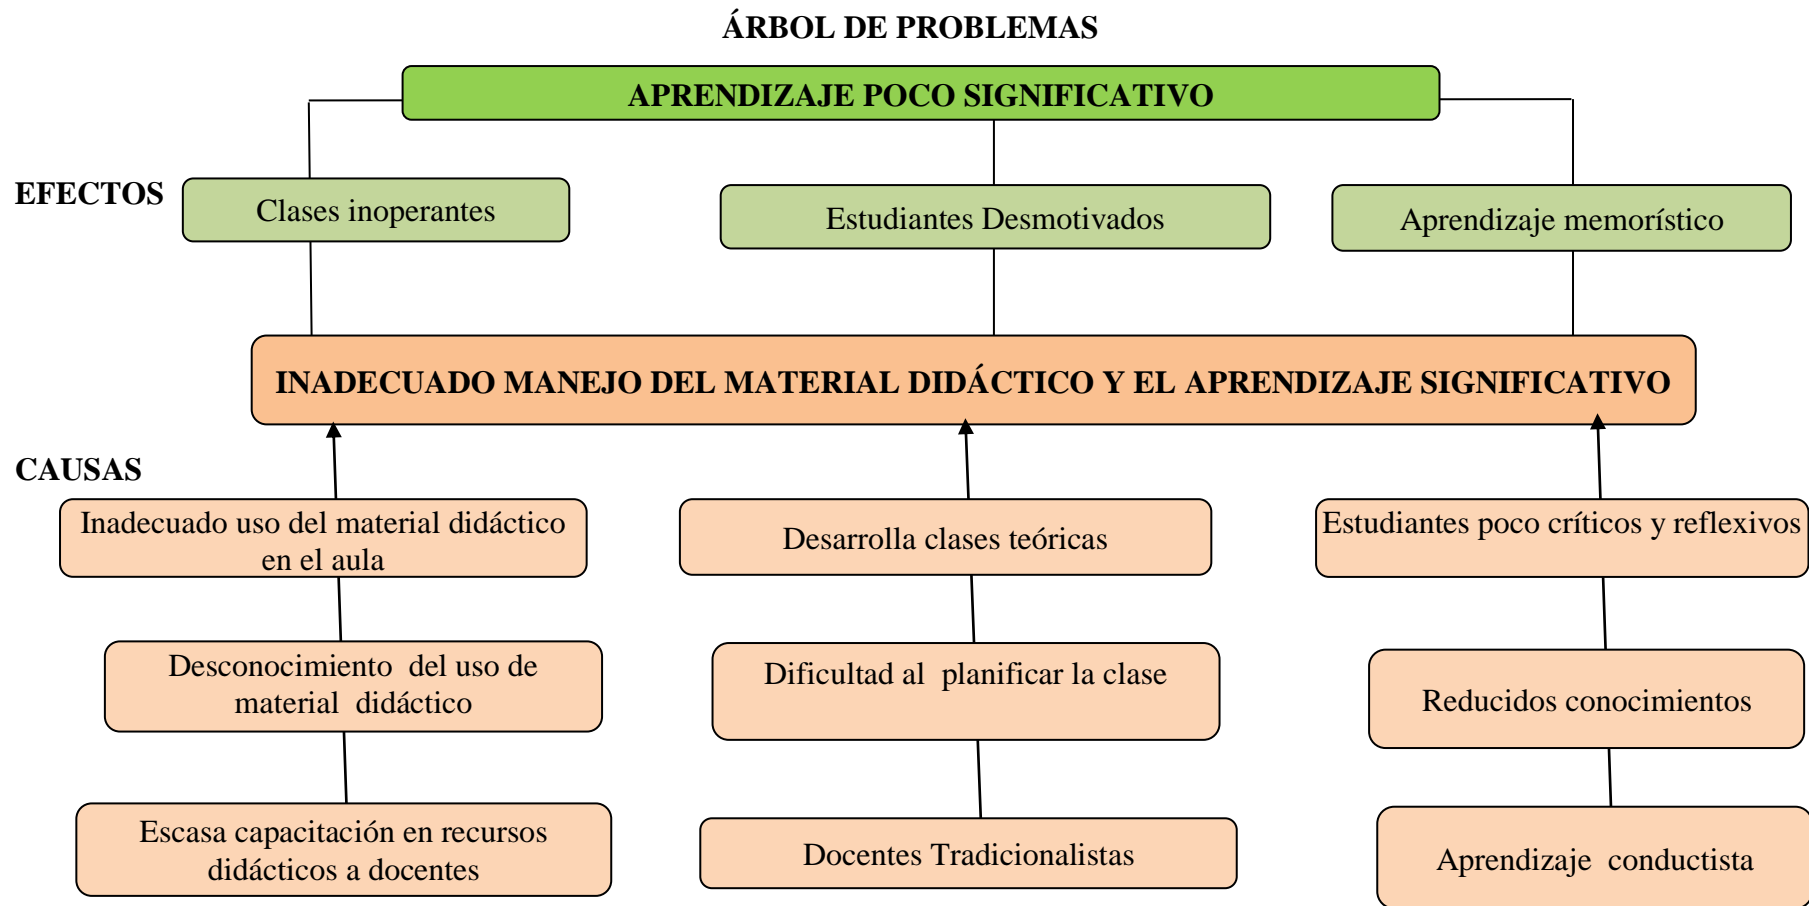 ÁRBOL DE PROBLEMAS
APRENDIZAJE POCO SIGNIFICATIVO
EFECTOS
Clases inoperantes
Estudiantes Desmotivados
Aprendizaje memorístico
INADECUADO MANEJO DEL MATERIAL DIDÁCTICO Y EL APRENDIZAJE SIGNIFICATIVO
CAUSAS
Inadecuado uso del material didáctico
en el aula
Desarrolla clases teóricas
Estudiantes poco críticos y reflexivos
Desconocimiento del uso de
material didáctico
Dificultad al planificar la clase
Reducidos conocimientos
Escasa capacitación en recursos
didácticos a docentes
Docentes Tradicionalistas
Aprendizaje conductista